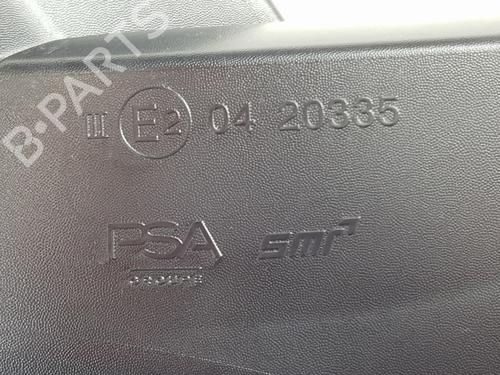 B-PARTS
III E2 04 20335
PSA smr
GROUPE